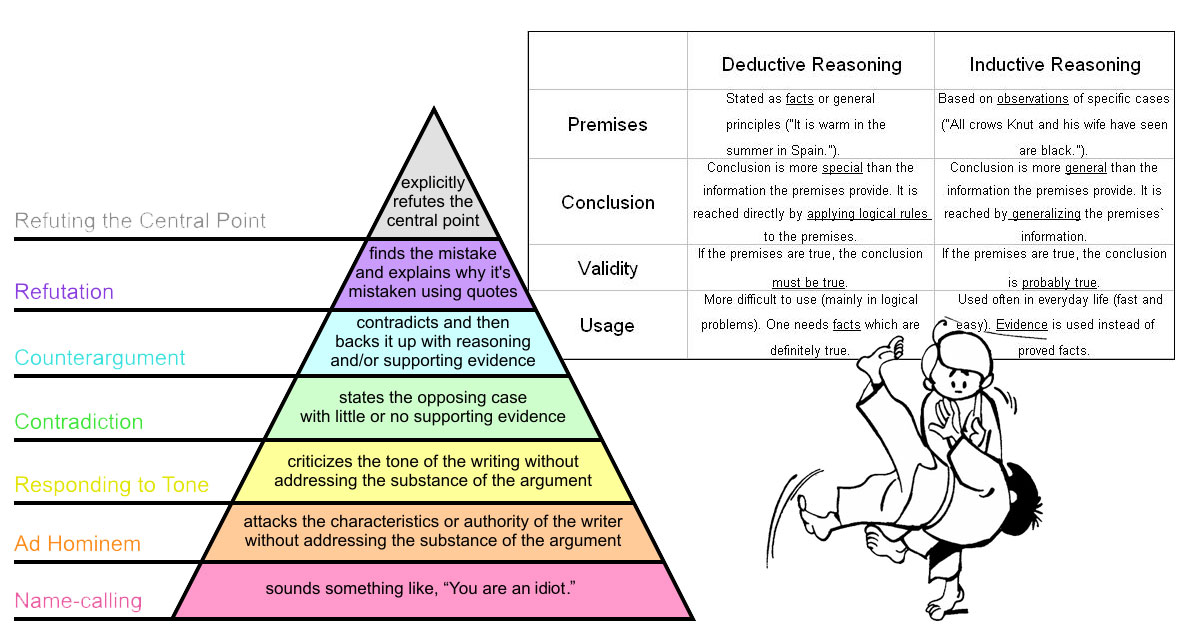 Deductive Reasoning
Inductive Reasoning
Premises
Stated as facts or general
principles ("It is warm in the
summer in Spain.").
Based on observations of specific cases
("All crows Knut and his wife have seen
are black.").
Conclusion
Conclusion is more special than the
information the premises provide. It is
reached directly by applying logical rules
to the premises.
Conclusion is more general than the
information the premises provide. It is
reached by generalizing the premises`
information.
Validity
If the premises are true, the conclusion
must be true.
If the premises are true, the conclusion
is probably true.
Usage
More difficult to use (mainly in logical
problems). One needs facts which are
definitely true.
Used often in everyday life (fast and
easy). Evidence is used instead of
proved facts.
Refuting the Central Point
explicitly
refutes the
central point
Refutation
finds the mistake
and explains why it's
mistaken using quotes
Counterargument
contradicts and then
backs it up with reasoning
and/or supporting evidence
Contradiction
states the opposing case
with little or no supporting evidence
Responding to Tone
criticizes the tone of the writing without
addressing the substance of the argument
Ad Hominem
attacks the characteristics or authority of the writer
without addressing the substance of the argument
Name-calling
sounds something like, “You are an idiot.”